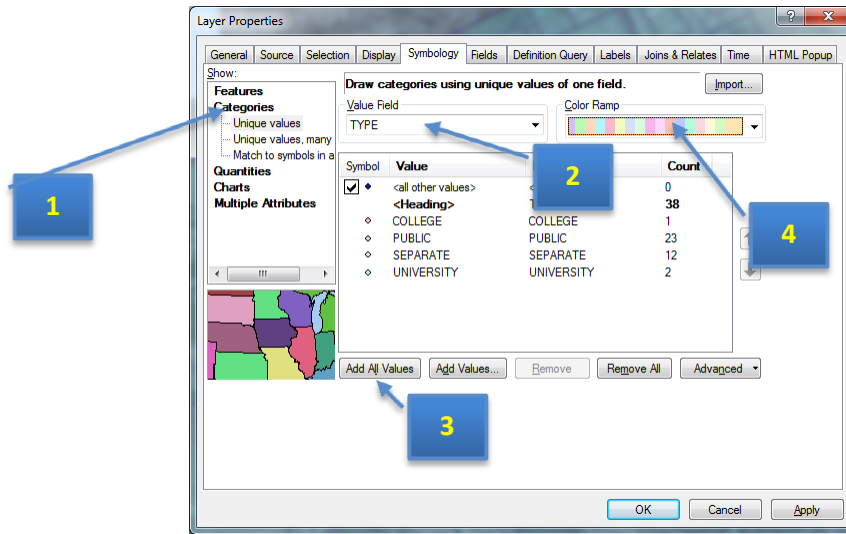 Layer Properties
?
X
General Source Selection Display Symbology Fields Definition Query Labels Joins & Relates Time HTML Popup
Show:
Features
Categories
Unique values
Unique values, many
Match to symbols in a
Quantities
Charts
Multiple Attributes
Draw categories using unique values of one field.
Import...
Value Field
TYPE
Color Ramp
Symbol Value Count
<all other values> < 0
<Heading> 38
COLLEGE COLLEGE 1
PUBLIC PUBLIC 23
SEPARATE SEPARATE 12
UNIVERSITY UNIVERSITY 2
Add All Values Add Values... Remove Remove All Advanced
OK Cancel Apply
1
2
3
4